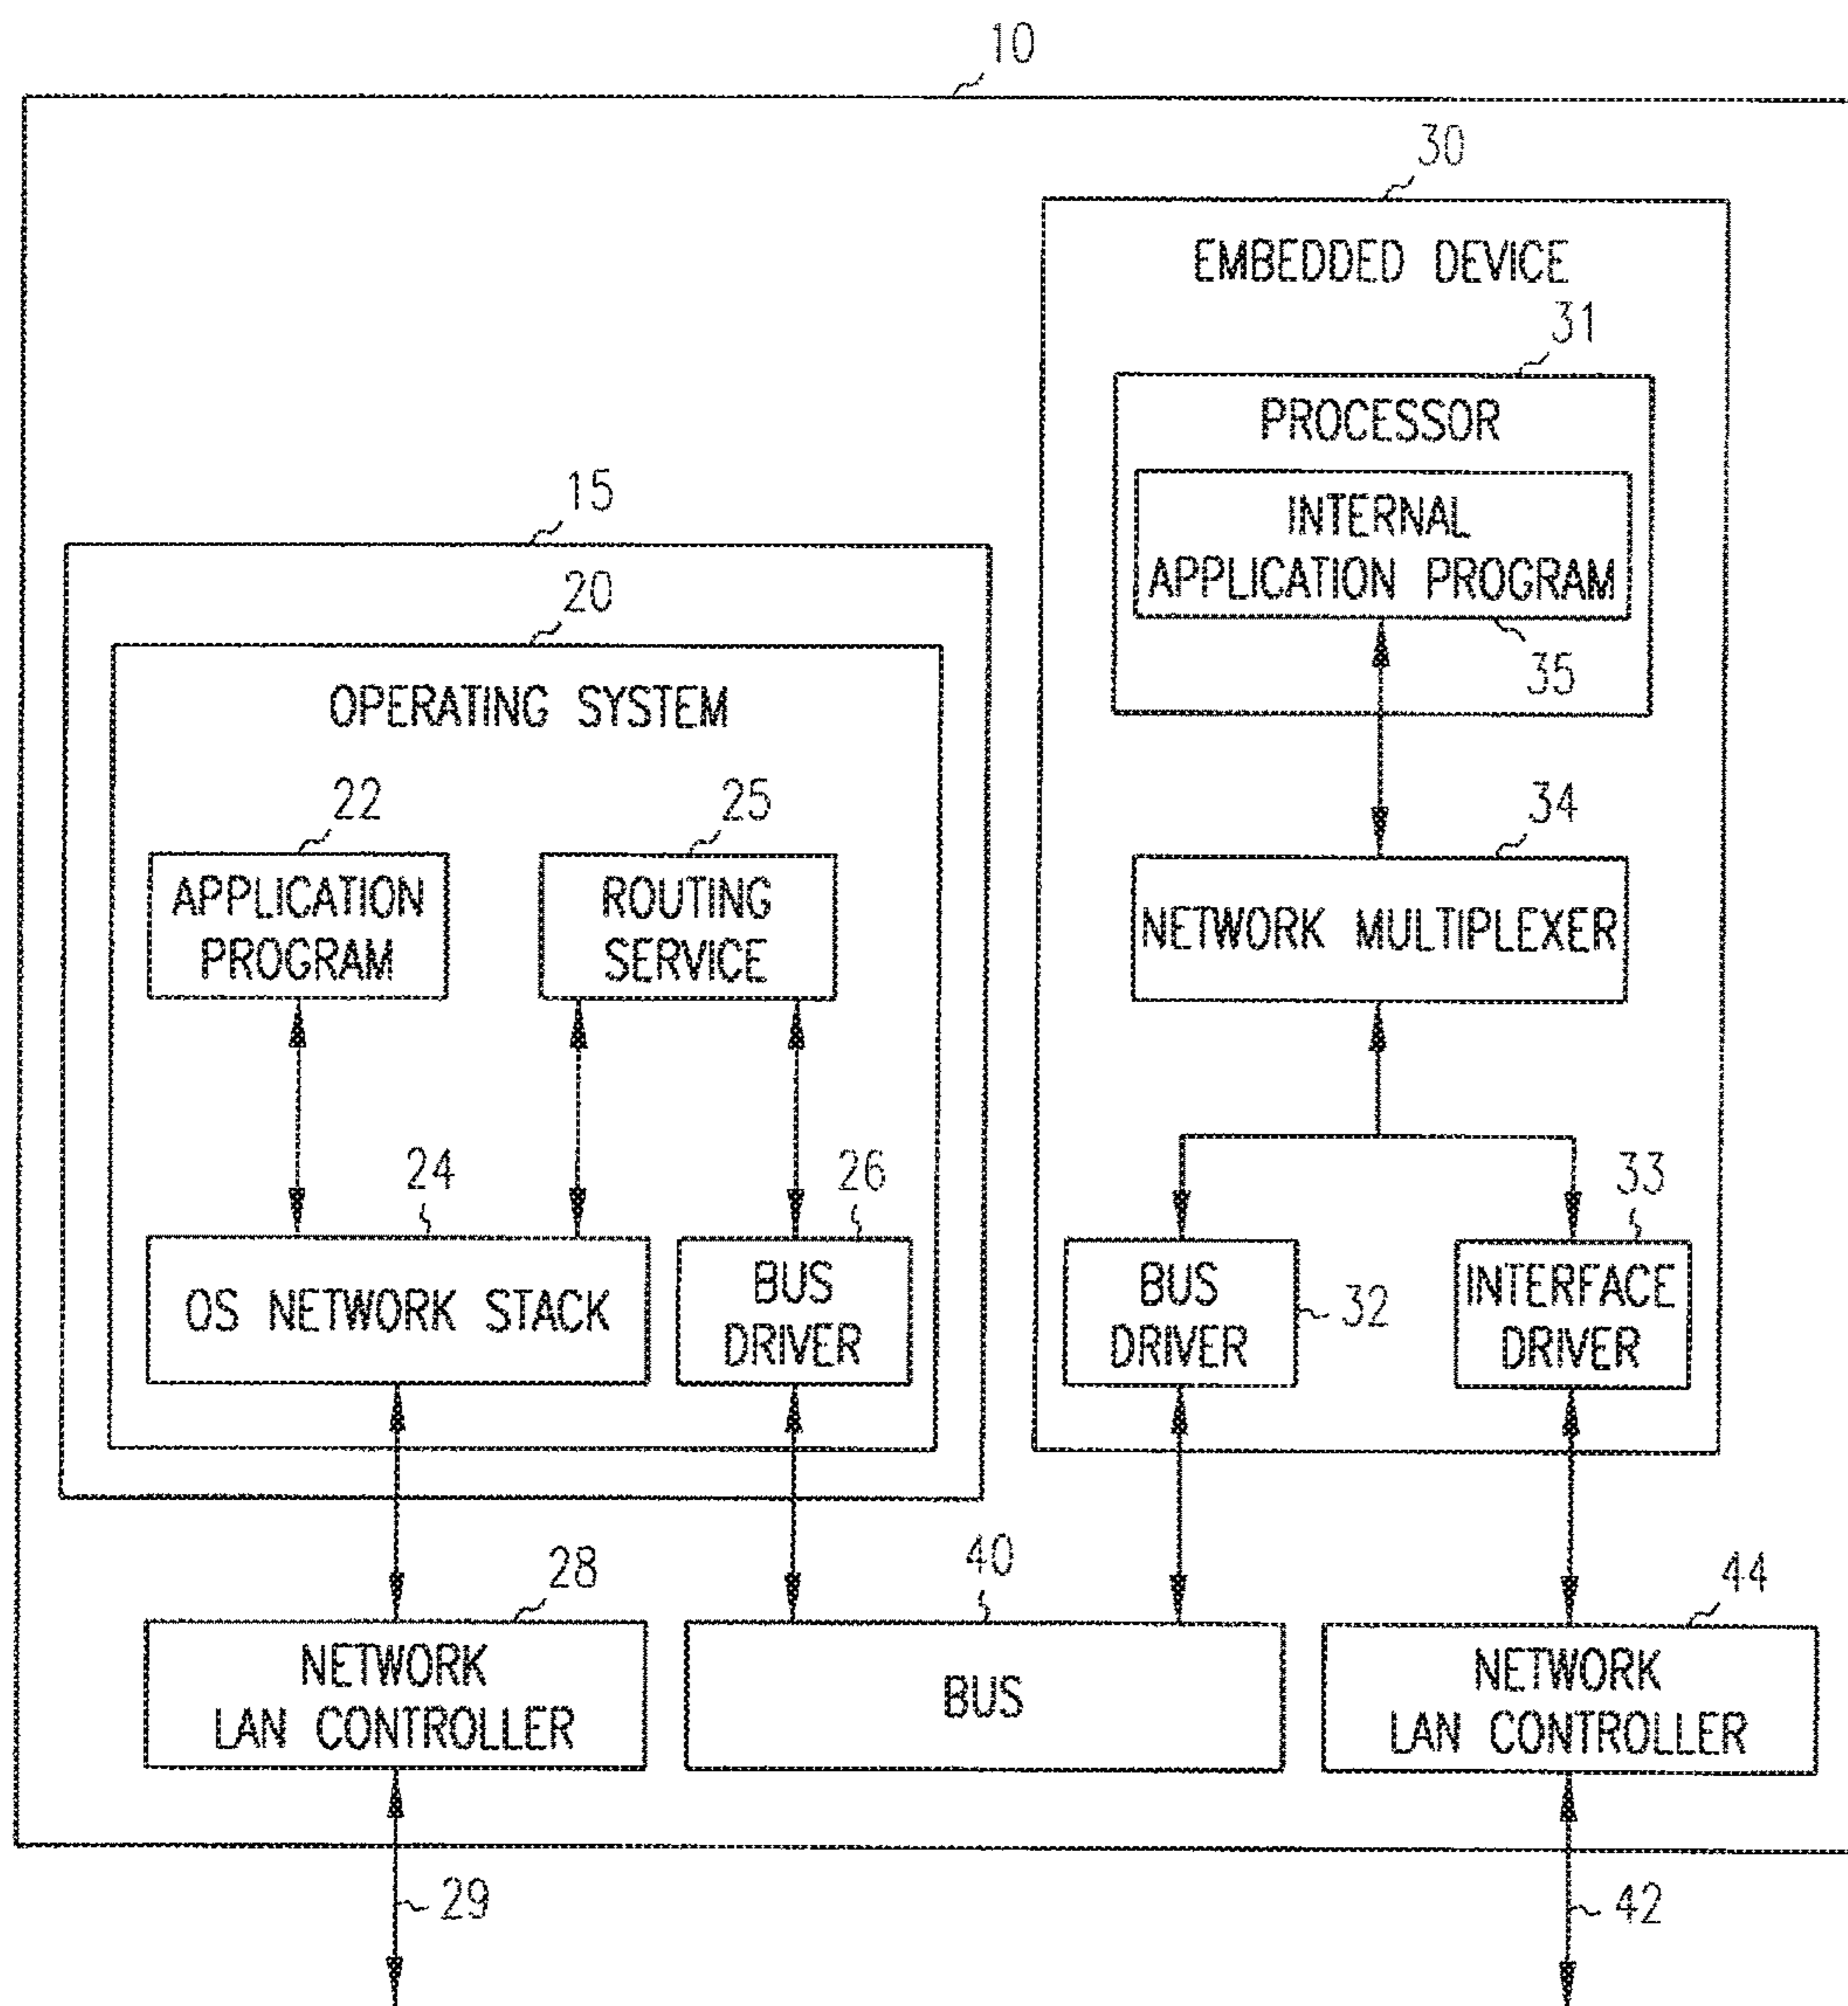 10
30
EMBEDDED DEVICE
31
PROCESSOR
INTERNAL
APPLICATION PROGRAM
35
15
20
OPERATING SYSTEM
22
APPLICATION
PROGRAM
25
ROUTING
SERVICE
34
NETWORK MULTIPLEXER
24
OS NETWORK STACK
26
BUS
DRIVER
BUS
DRIVER
32
33
INTERFACE
DRIVER
28
NETWORK
LAN CONTROLLER
40
BUS
44
NETWORK
LAN CONTROLLER
29
42